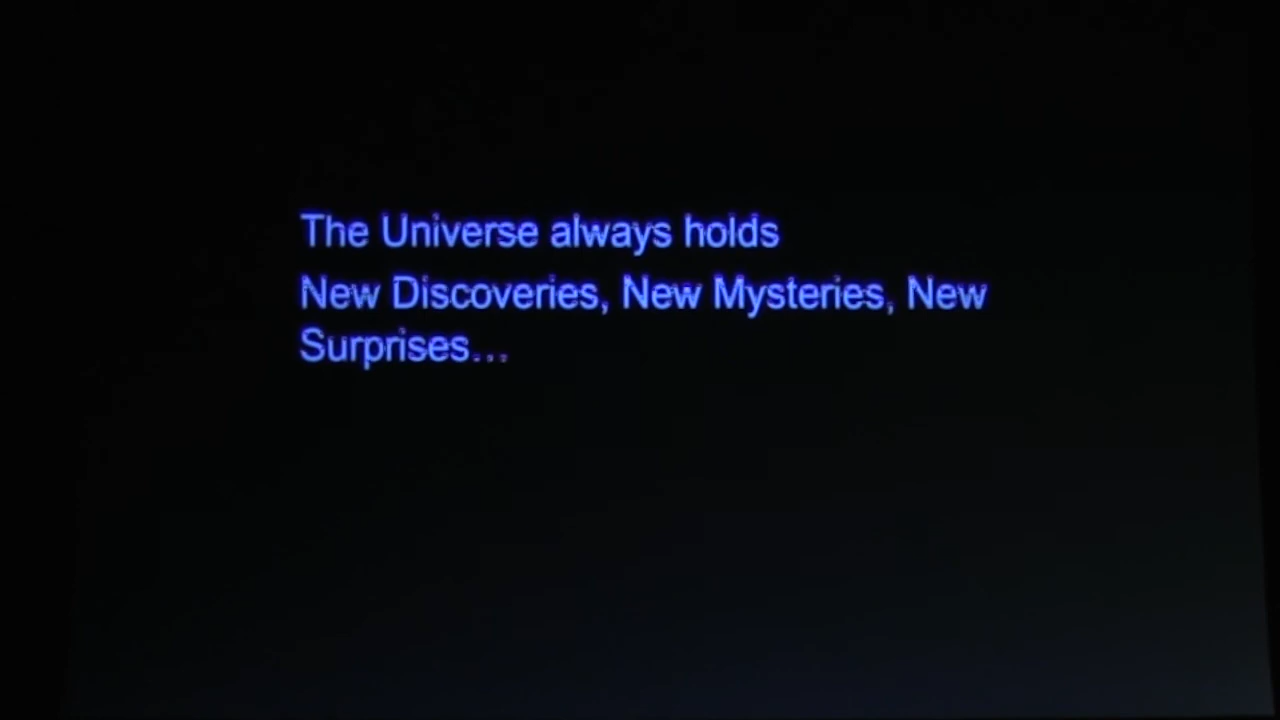 The Universe always holds
New Discoveries, New Mysteries, New
Surprises…